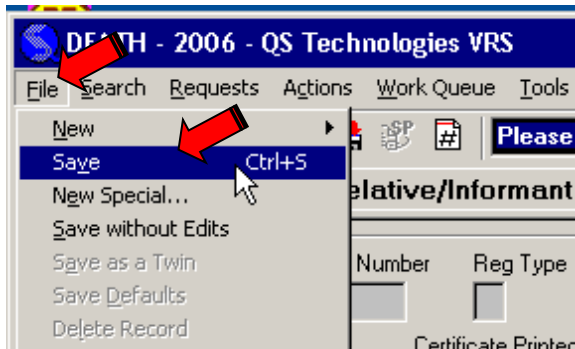 DEATH - 2006 - QS Technologies VRS
File Search Requests Actions Work Queue Tools
New
Save Ctrl+S
New Special...
Save without Edits
Save as a Twin
Save Defaults
Delete Record
SP # Please
elative/Informant
Number Reg Type
Certificate Printed